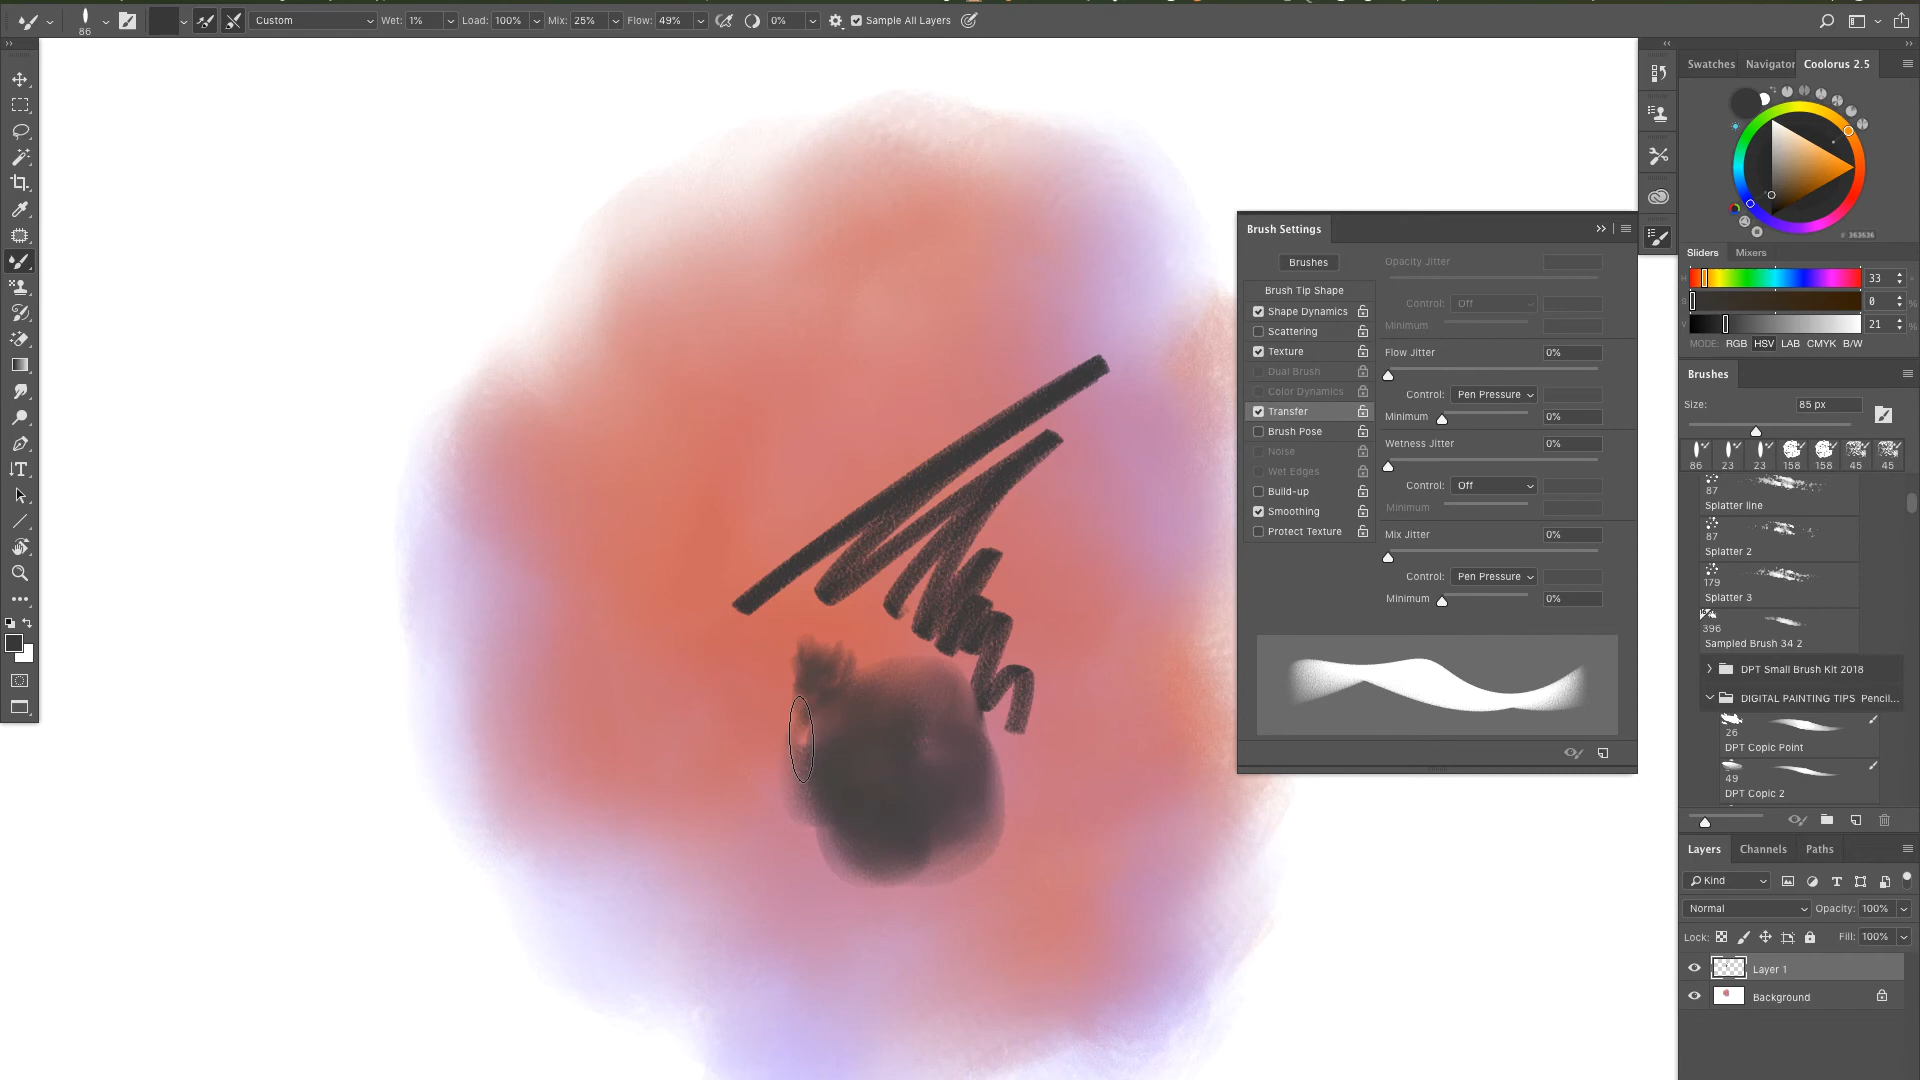 86
Custom
Wet: 1%
Load: 100%
Mix: 25%
Flow: 49%
0%
Sample All Layers
Swatches
Navigator
Coolorus 2.5
# 363636
Sliders
Mixers
H
33
°
S
0
%
V
21
%
MODE: RGB HSV LAB CMYK B/W
Brushes
Size:
85 px
86 23 23 158 158 45 45
87
Splatter line
87
Splatter 2
179
Splatter 3
396
Sampled Brush 34 2
DPT Small Brush Kit 2018
DIGITAL PAINTING TIPS Pencil...
26
DPT Copic Point
49
DPT Copic 2
Layers
Channels
Paths
Kind
Normal
Opacity: 100%
Lock:
Fill: 100%
Layer 1
Background
Brush Settings
Brushes
Brush Tip Shape
Shape Dynamics
Scattering
Texture
Dual Brush
Color Dynamics
Transfer
Brush Pose
Noise
Wet Edges
Build-up
Smoothing
Protect Texture
Opacity Jitter
Control: Off
Minimum
Flow Jitter
0%
Control: Pen Pressure
Minimum
0%
Wetness Jitter
0%
Control: Off
Minimum
Mix Jitter
0%
Control: Pen Pressure
Minimum
0%